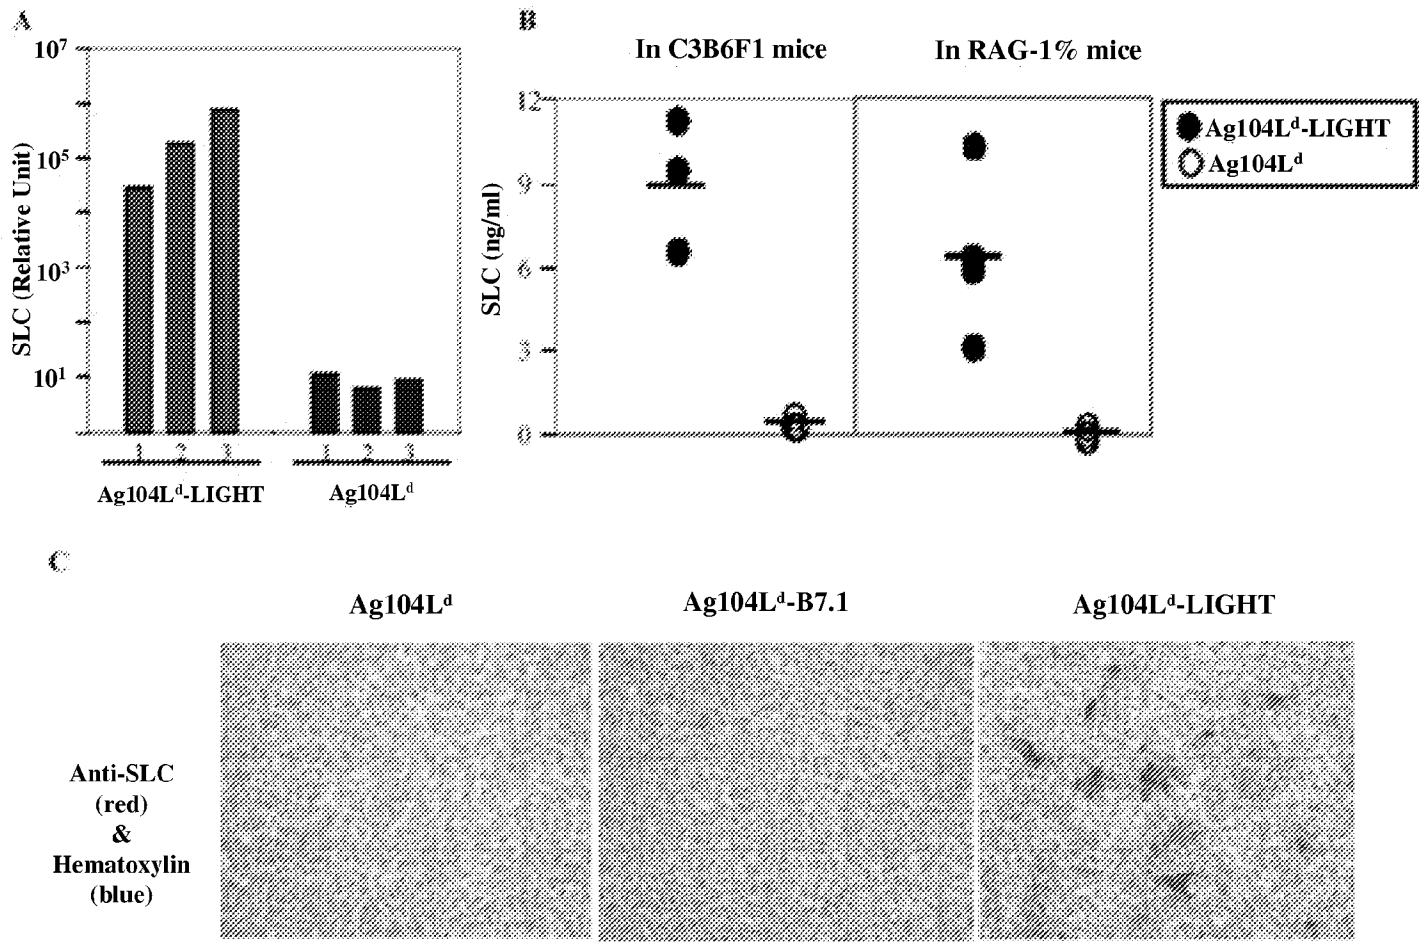 A
10⁷
10⁵
10³
10¹
SLC (Relative Unit)
1 2 3 1 2 3
Ag104Lᵈ-LIGHT Ag104Lᵈ
B
In C3B6F1 mice In RAG-1% mice
12
9
6
3
0
SLC (ng/ml)
Ag104Lᵈ-LIGHT
Ag104Lᵈ
C
Ag104Lᵈ Ag104Lᵈ-B7.1 Ag104Lᵈ-LIGHT
Anti-SLC
(red)
&
Hematoxylin
(blue)